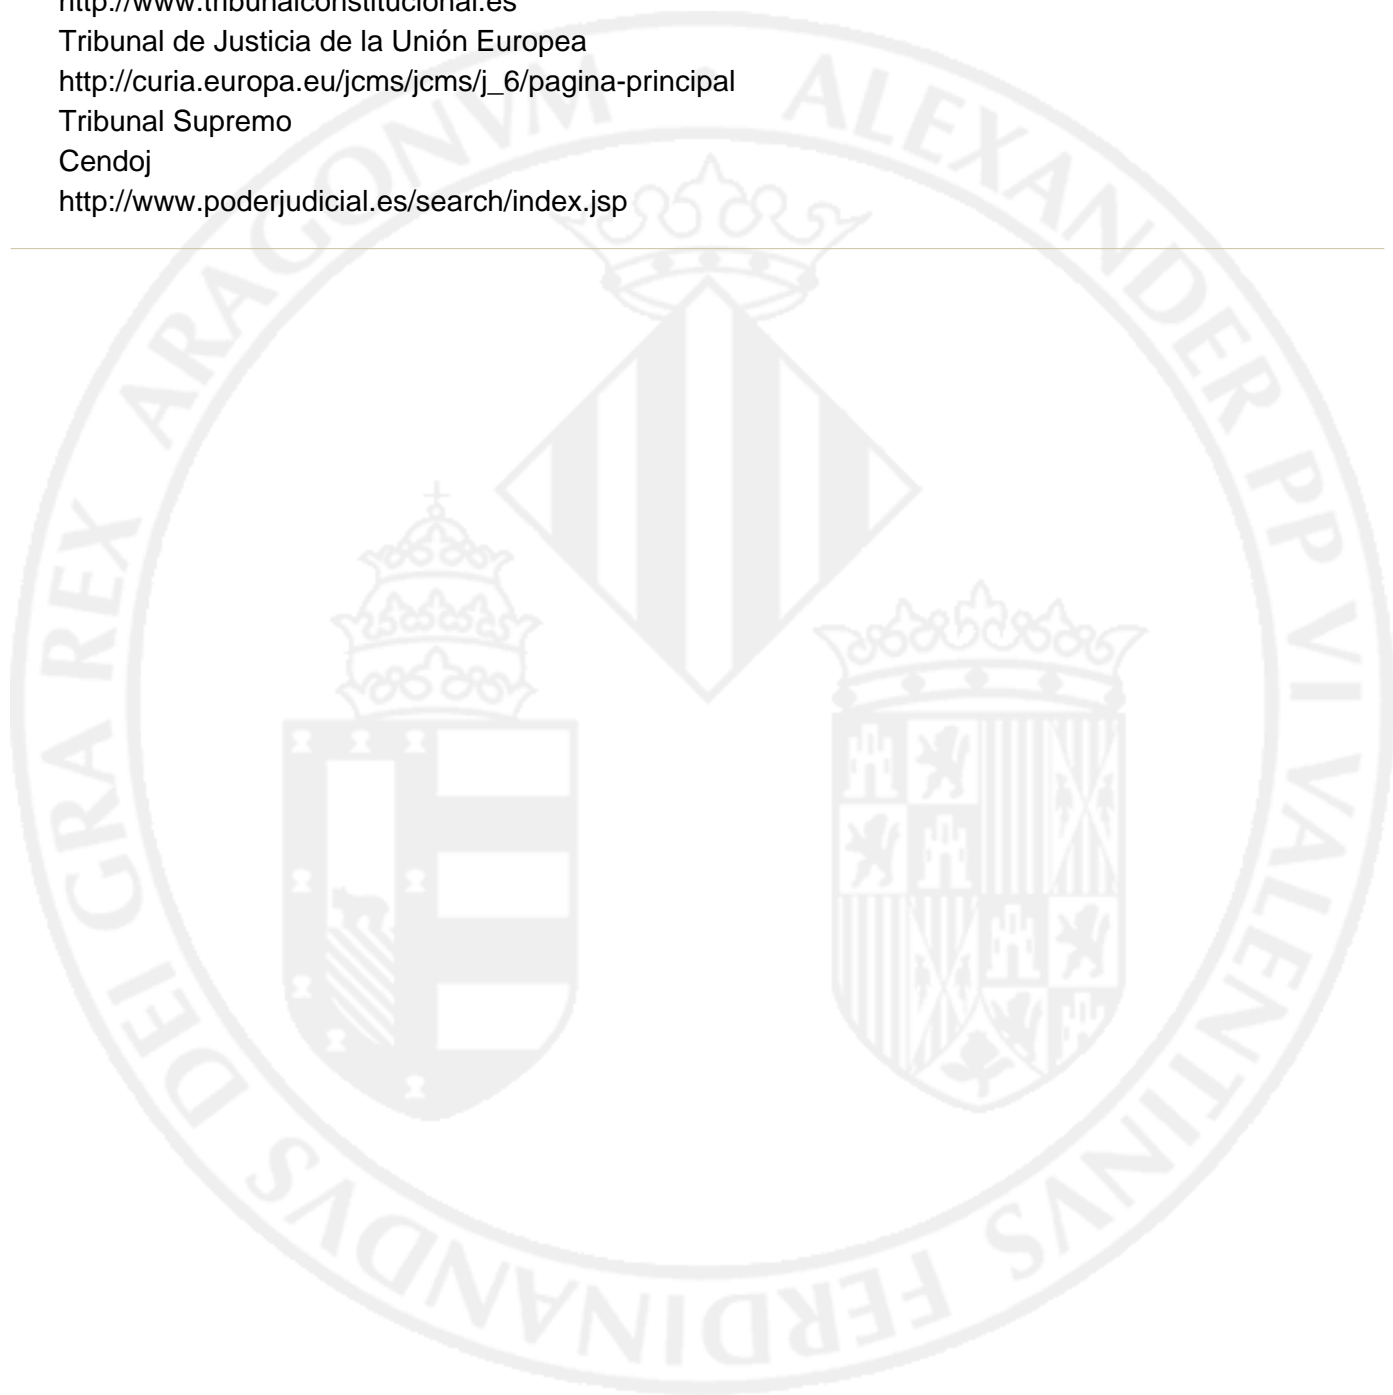 http://www.tribunalconstitucional.es
Tribunal de Justicia de la Unión Europea
http://curia.europa.eu/jcms/jcms/j_6/pagina-principal
Tribunal Supremo
Cendoj
http://www.poderjudicial.es/search/index.jsp
ALEXANDER PP VI VALENTINVS FERDINANDVS DEI GRA REX ARAGONVM